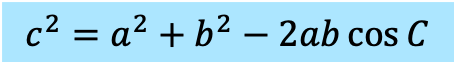 c² = a² + b² − 2ab cos C